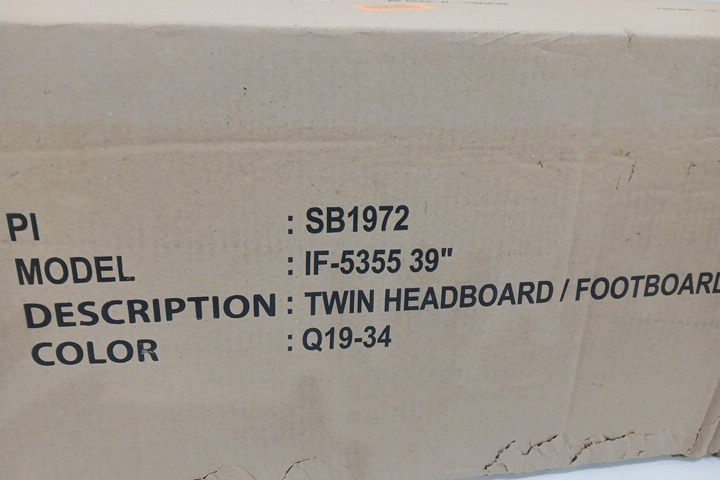 PI : SB1972
MODEL : IF-5355 39"
DESCRIPTION : TWIN HEADBOARD / FOOTBOARD
COLOR : Q19-34